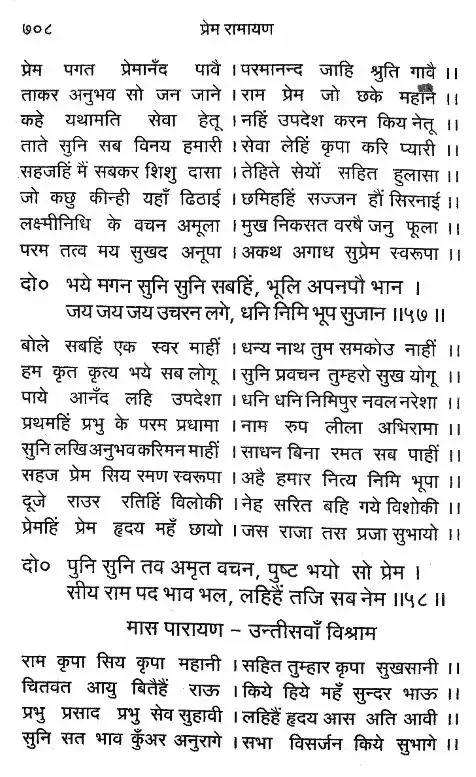 ७०८ प्रेम रामायण
प्रेम पगत प्रेमानँद पावै । परमानन्द जाहि श्रुति गावै ।।
ताकर अनुभव सो जन जाने । राम प्रेम जो छके महाने ।।
कहे यथामति सेवा हेतू । नहिं उपदेश करन किय नेतू ।।
ताते सुनि सब विनय हमारी । सेवा लेहिं कृपा करि प्यारी ।।
सहजहिं मैं सबकर शिशु दासा । तेहिते सेयों सहित हुलासा ।।
जो कछु कीन्ही यहाँ ढिठाई । छमिहहिं सज्जन हौं सिरनाई ।।
लक्ष्मीनिधि के वचन अमूला । मुख निकसत वरषै जनु फूला ।।
परम तत्व मय सुखद अनूपा । अकथ अगाध सुप्रेम स्वरूपा ।।
दो० भये मगन सुनि सुनि सबहिं, भूलि अपनपौ भान ।
जय जय जय उचरन लगे, धनि निमि भूप सुजान ।।५७।।
बोले सबहिं एक स्वर माहीं । धन्य नाथ तुम समकोउ नाहीं ।।
हम कृत कृत्य भये सब लोगू । सुनि प्रवचन तुम्हरो सुख योगू ।।
पाये आनँद लहि उपदेशा । धनि धनि निमिपुर नवल नरेशा ।।
प्रथमहिं प्रभु के परम प्रधामा । नाम रुप लीला अभिरामा ।।
सुनि लखि अनुभव करि मन माहीं । साधन बिना रमत सब पाहीं ।।
सहज प्रेम सिय रमण स्वरूपा । अहै हमार नित्य निमि भूपा ।।
दूजे राउर रतिहिं विलोकी । नेह सरित बहि गये विशोकी ।।
प्रेमहिं प्रेम हृदय महँ छायो । जस राजा तस प्रजा सुभायो ।।
दो० पुनि सुनि तव अमृत वचन, पुष्ट भयो सो प्रेम ।
सीय राम पद भाव भल, लहिहैं तजि सब नेम ।।५८।।
मास पारायण – उन्तीसवाँ विश्राम
राम कृपा सिय कृपा महानी । सहित तुम्हार कृपा सुखसानी ।।
चितवत आयु बितैहैं राऊ । किये हिये महँ सुन्दर भाऊ ।।
प्रभु प्रसाद प्रभु सेव सुहावी । लहिहैं हृदय आस अति आवी ।।
सुनि सत भाव कुँअर अनुरागे । सभा विसर्जन किये सुभागे ।।